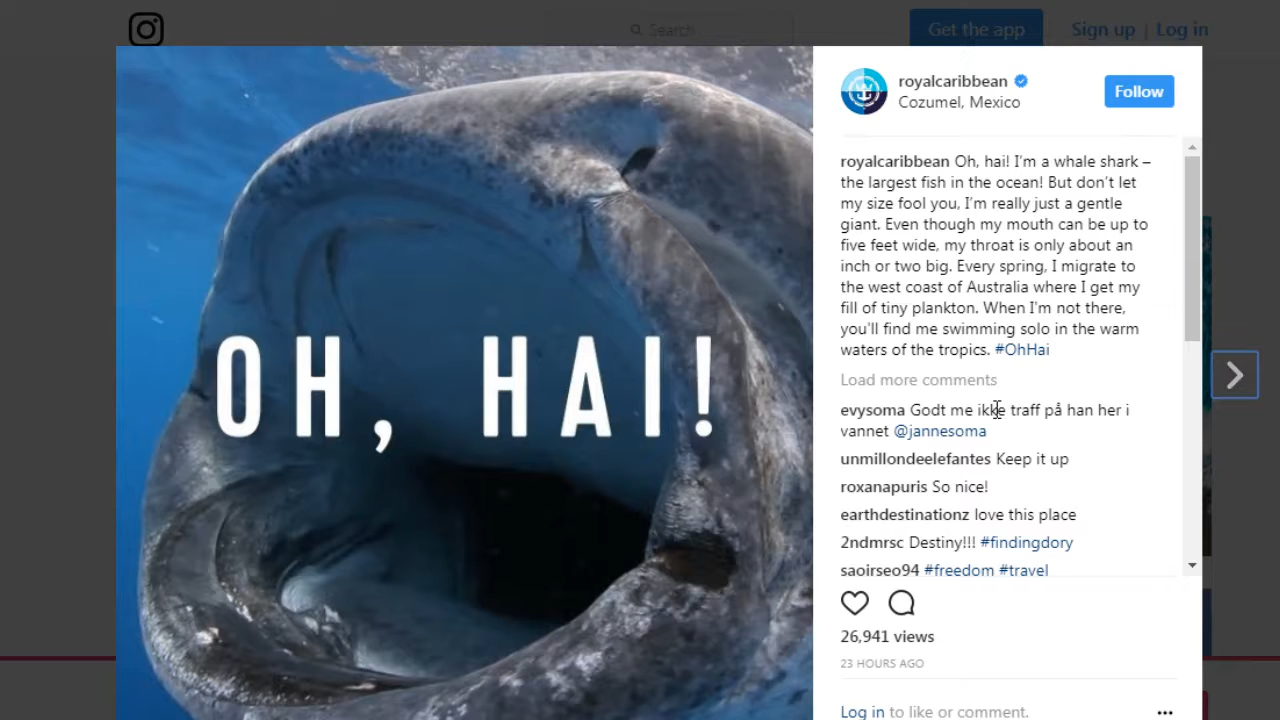 Search
Get the app
Sign up | Log in
OH, HAI!
royalcaribbean
Cozumel, Mexico
Follow
royalcaribbean Oh, hai! I'm a whale shark –
the largest fish in the ocean! But don't let
my size fool you, I'm really just a gentle
giant. Even though my mouth can be up to
five feet wide, my throat is only about an
inch or two big. Every spring, I migrate to
the west coast of Australia where I get my
fill of tiny plankton. When I'm not there,
you'll find me swimming solo in the warm
waters of the tropics. #OhHai
Load more comments
evysoma Godt me ikke traff på han her i
vannet @jannesoma
unmillondeelefantes Keep it up
roxanapuris So nice!
earthdestinationz love this place
2ndmrsc Destiny!!! #findingdory
saoirseo94 #freedom #travel
26,941 views
23 HOURS AGO
Log in to like or comment.